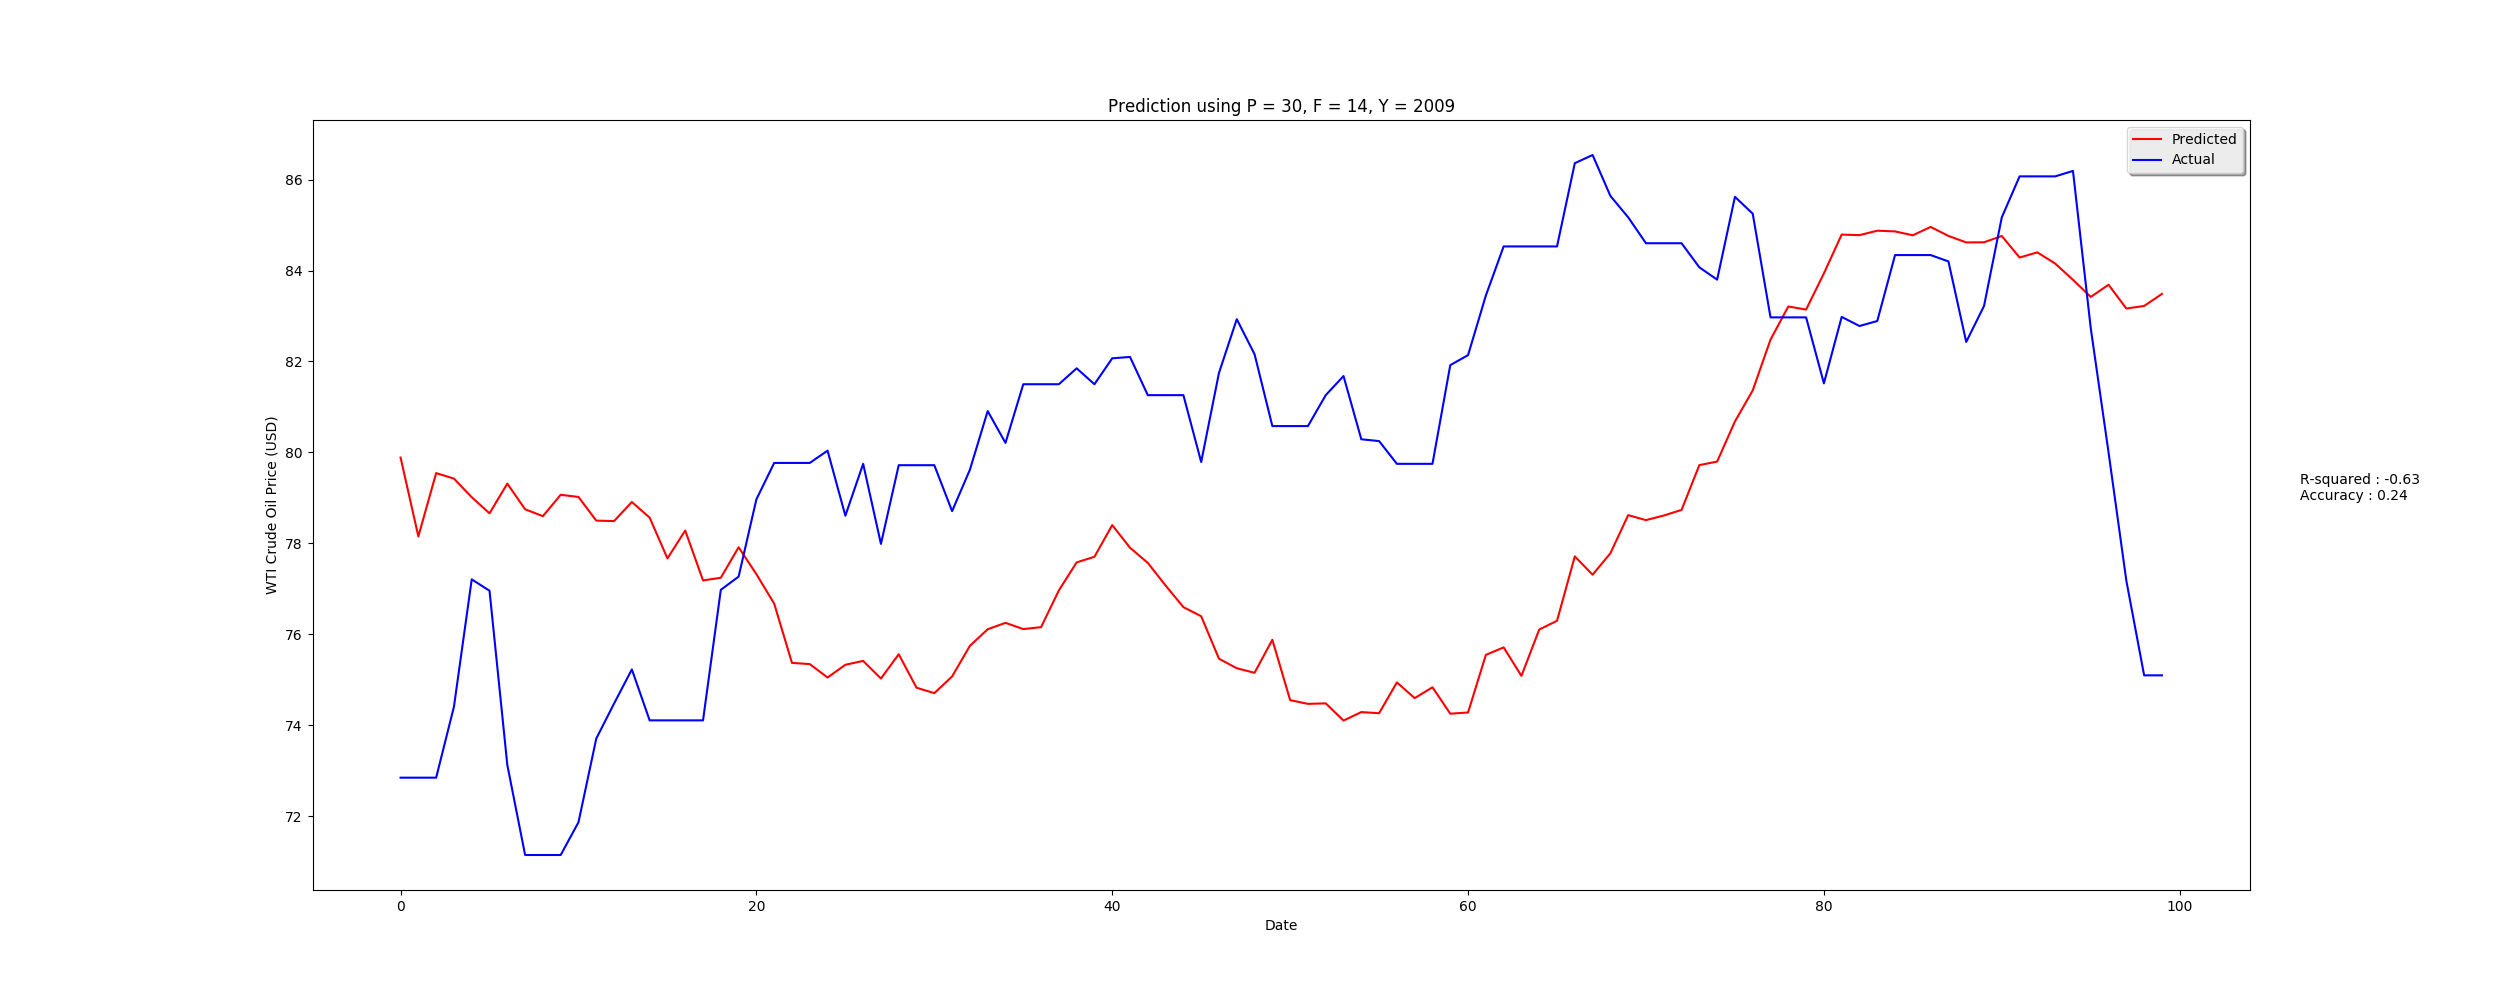 Prediction using P = 30, F = 14, Y = 2009
Predicted
Actual
86
84
82
80
78
76
74
72
WTI Crude Oil Price (USD)
R-squared : -0.63
Accuracy : 0.24
0 20 40 60 80 100
Date